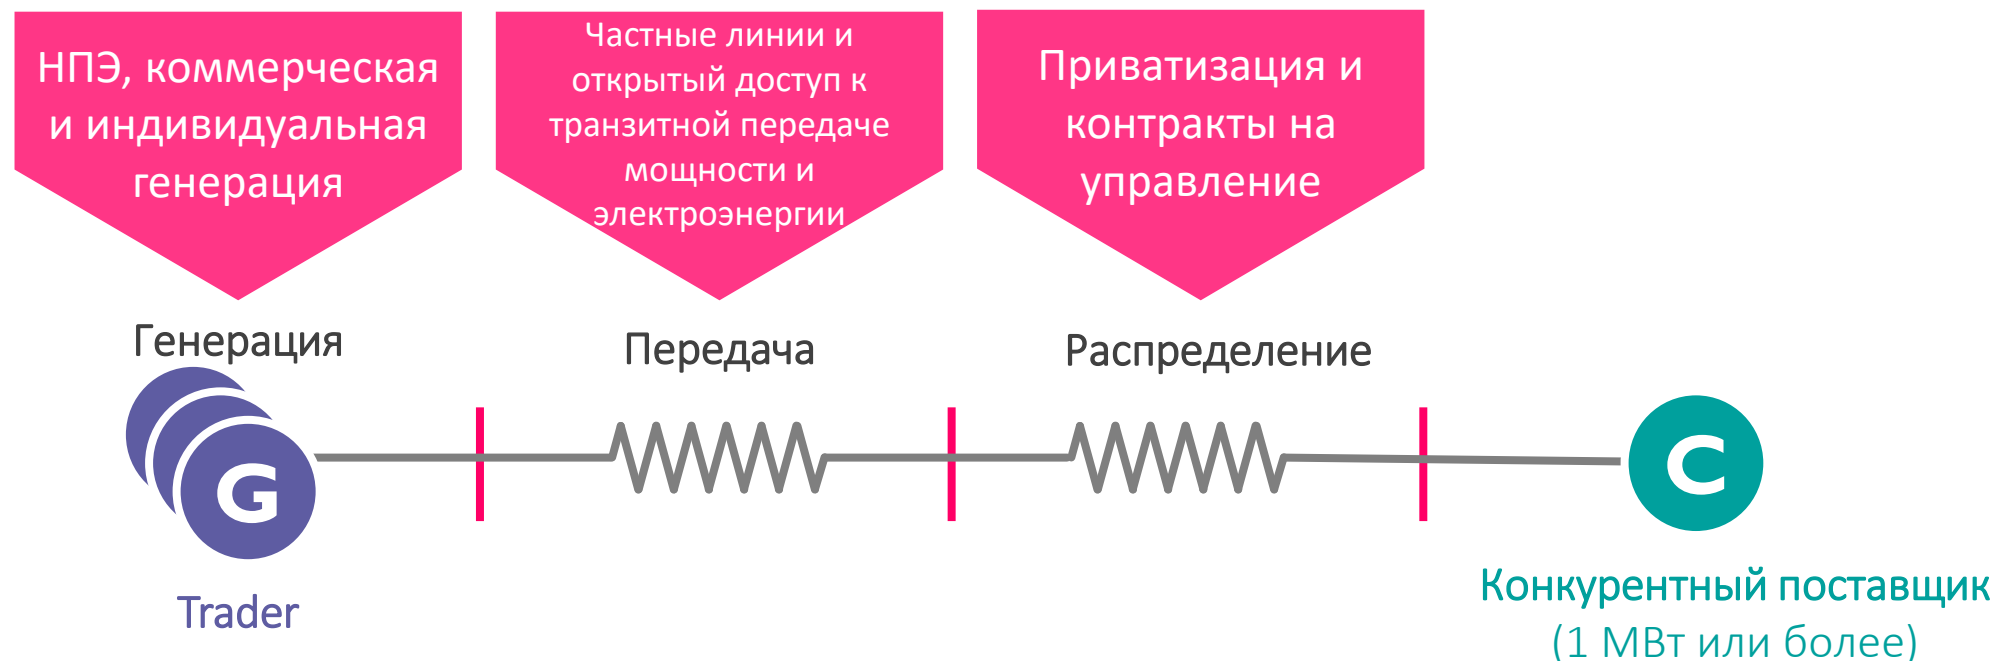 НПЭ, коммерческая
и индивидуальная
генерация
Частные линии и
открытый доступ к
транзитной передаче
мощности и
электроэнергии
Приватизация и
контракты на
управление
Генерация
Передача
Распределение
G
C
Trader
Конкурентный поставщик
(1 МВт или более)